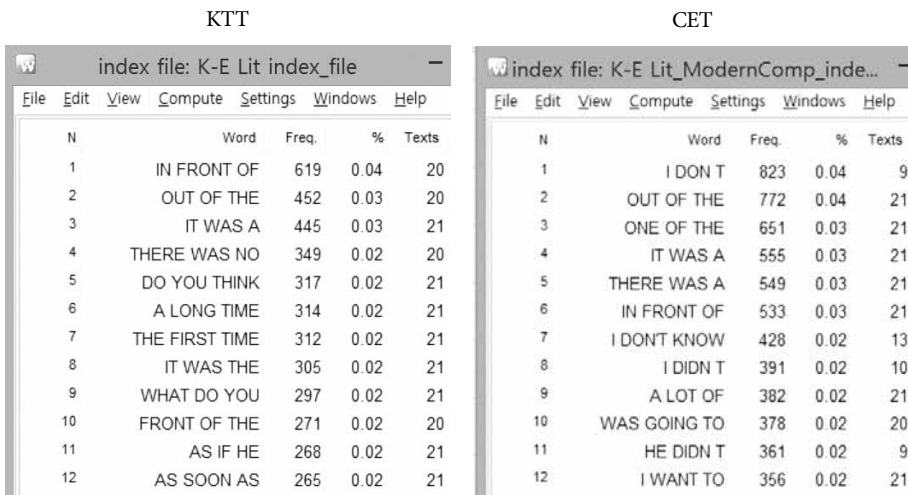 KTT
index file: K-E Lit index_file
File Edit View Compute Settings Windows Help
N Word Freq. % Texts
1 IN FRONT OF 619 0.04 20
2 OUT OF THE 452 0.03 20
3 IT WAS A 445 0.03 21
4 THERE WAS NO 349 0.02 20
5 DO YOU THINK 317 0.02 21
6 A LONG TIME 314 0.02 21
7 THE FIRST TIME 312 0.02 21
8 IT WAS THE 305 0.02 21
9 WHAT DO YOU 297 0.02 21
10 FRONT OF THE 271 0.02 20
11 AS IF HE 268 0.02 21
12 AS SOON AS 265 0.02 21
CET
index file: K-E Lit_ModernComp_inde...
File Edit View Compute Settings Windows Help
N Word Freq. % Texts
1 I DON T 823 0.04 9
2 OUT OF THE 772 0.04 21
3 ONE OF THE 651 0.03 21
4 IT WAS A 555 0.03 21
5 THERE WAS A 549 0.03 21
6 IN FRONT OF 533 0.03 21
7 I DON'T KNOW 428 0.02 13
8 I DIDN T 391 0.02 10
9 A LOT OF 382 0.02 21
10 WAS GOING TO 378 0.02 20
11 HE DIDN T 361 0.02 9
12 I WANT TO 356 0.02 21